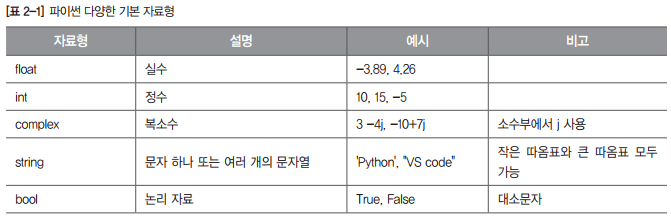 [표 2-1] 파이썬 다양한 기본 자료형
자료형 설명 예시 비고
float 실수 -3.89, 4.26
int 정수 10, 15, -5
complex 복소수 3 -4j, -10+7j 소수부에서 j 사용
string 문자 하나 또는 여러 개의 문자열 'Python', "VS code" 작은 따옴표와 큰 따옴표 모두
가능
bool 논리 자료 True, False 대소문자